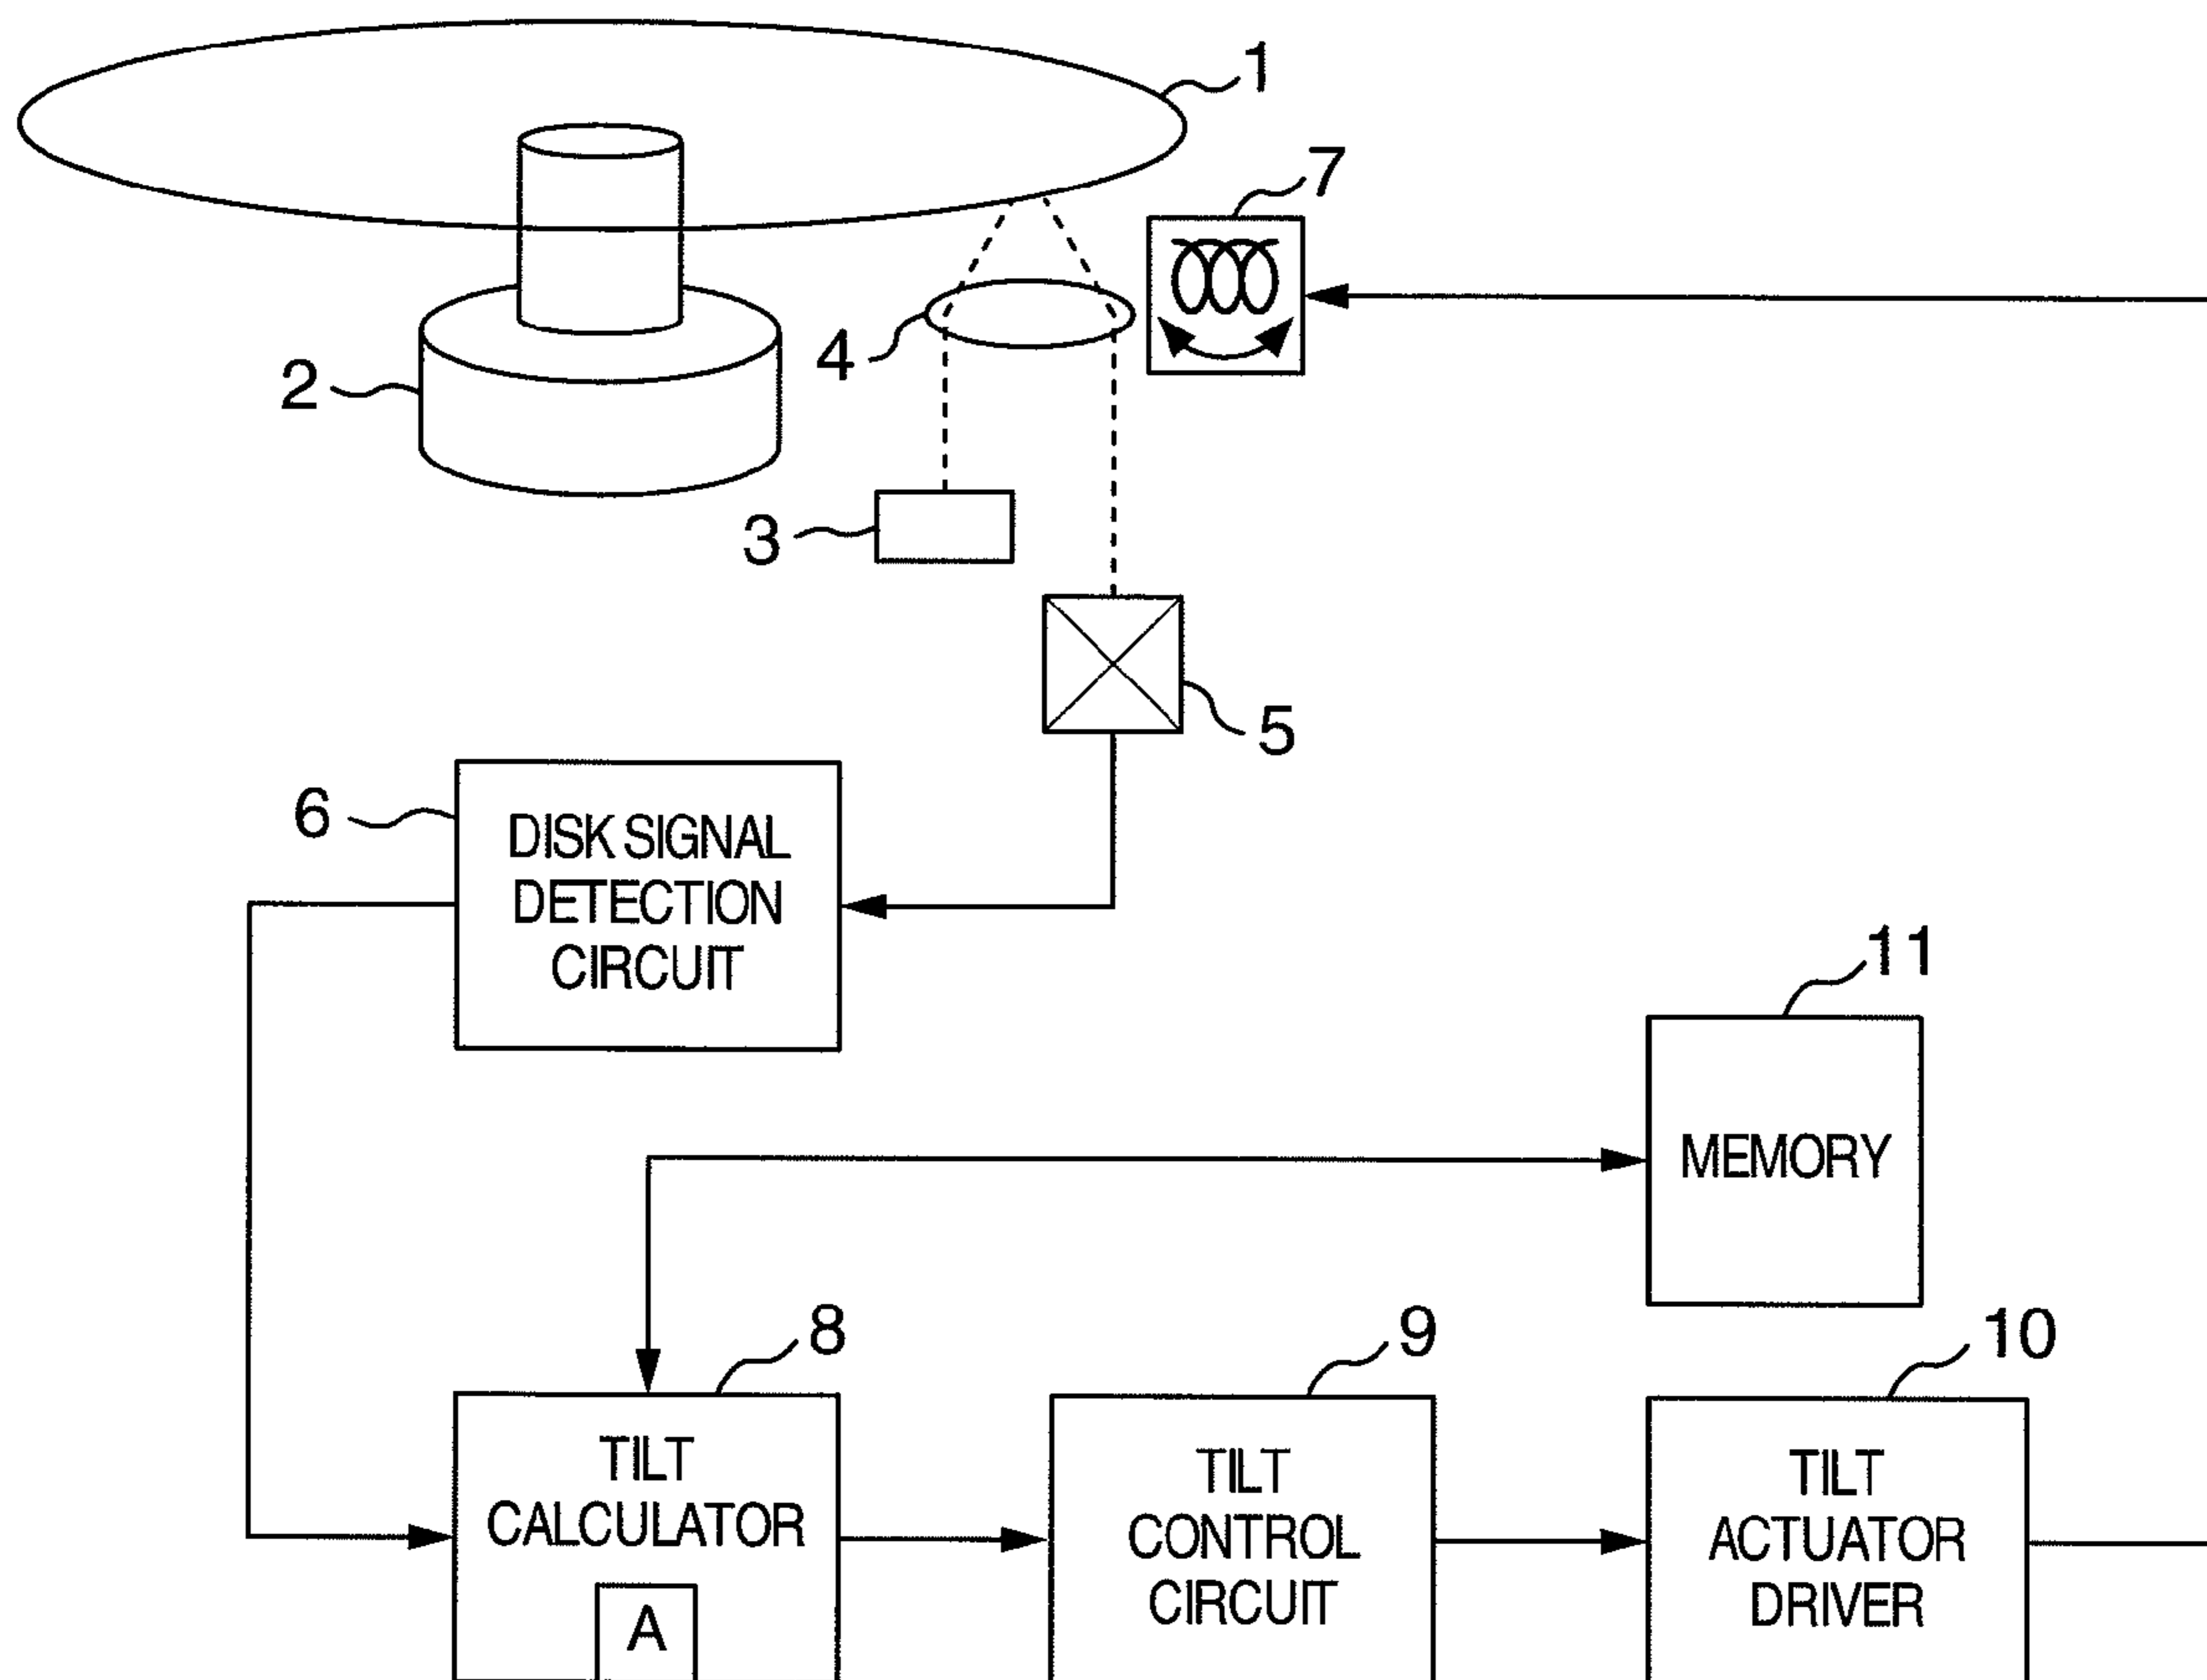 1
7
4
2
3
5
6
DISK SIGNAL
DETECTION
CIRCUIT
11
MEMORY
8
9
10
TILT
CALCULATOR
A
TILT
CONTROL
CIRCUIT
TILT
ACTUATOR
DRIVER